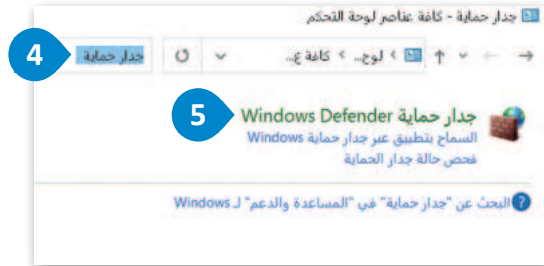 جدار حماية - كافة عناصر لوحة التحكم
لوح... › كافة ع...
جدار حماية
4
جدار حماية Windows Defender
5
السماح بتطبيق عبر جدار حماية Windows
فحص حالة جدار الحماية
البحث عن "جدار حماية" في "المساعدة والدعم" لـ Windows